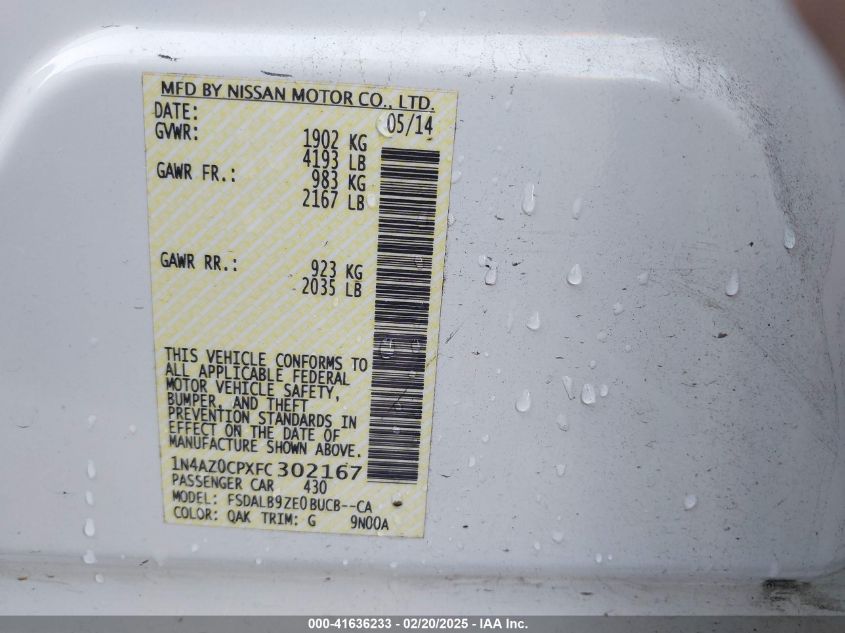 MFD BY NISSAN MOTOR CO., LTD.
DATE: 05/14
GVWR: 1902 KG
4193 LB
GAWR FR.: 983 KG
2167 LB
GAWR RR.: 923 KG
2035 LB
THIS VEHICLE CONFORMS TO
ALL APPLICABLE FEDERAL
MOTOR VEHICLE SAFETY,
BUMPER, AND THEFT
PREVENTION STANDARDS IN
EFFECT ON THE DATE OF
MANUFACTURE SHOWN ABOVE.
1N4AZ0CPXFC302167
PASSENGER CAR 430
MODEL: FSDALB9ZE0BUCB--CA
COLOR: QAK TRIM: G 9N00A
000-41636233 - 02/20/2025 - IAA Inc.